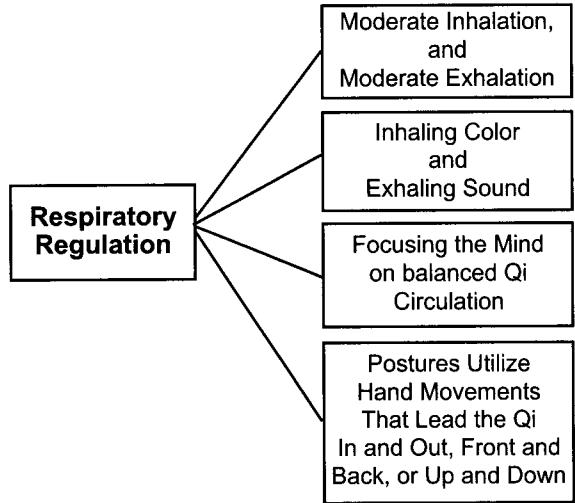 Respiratory
Regulation
Moderate Inhalation,
and
Moderate Exhalation
Inhaling Color
and
Exhaling Sound
Focusing the Mind
on balanced Qi
Circulation
Postures Utilize
Hand Movements
That Lead the Qi
In and Out, Front and
Back, or Up and Down